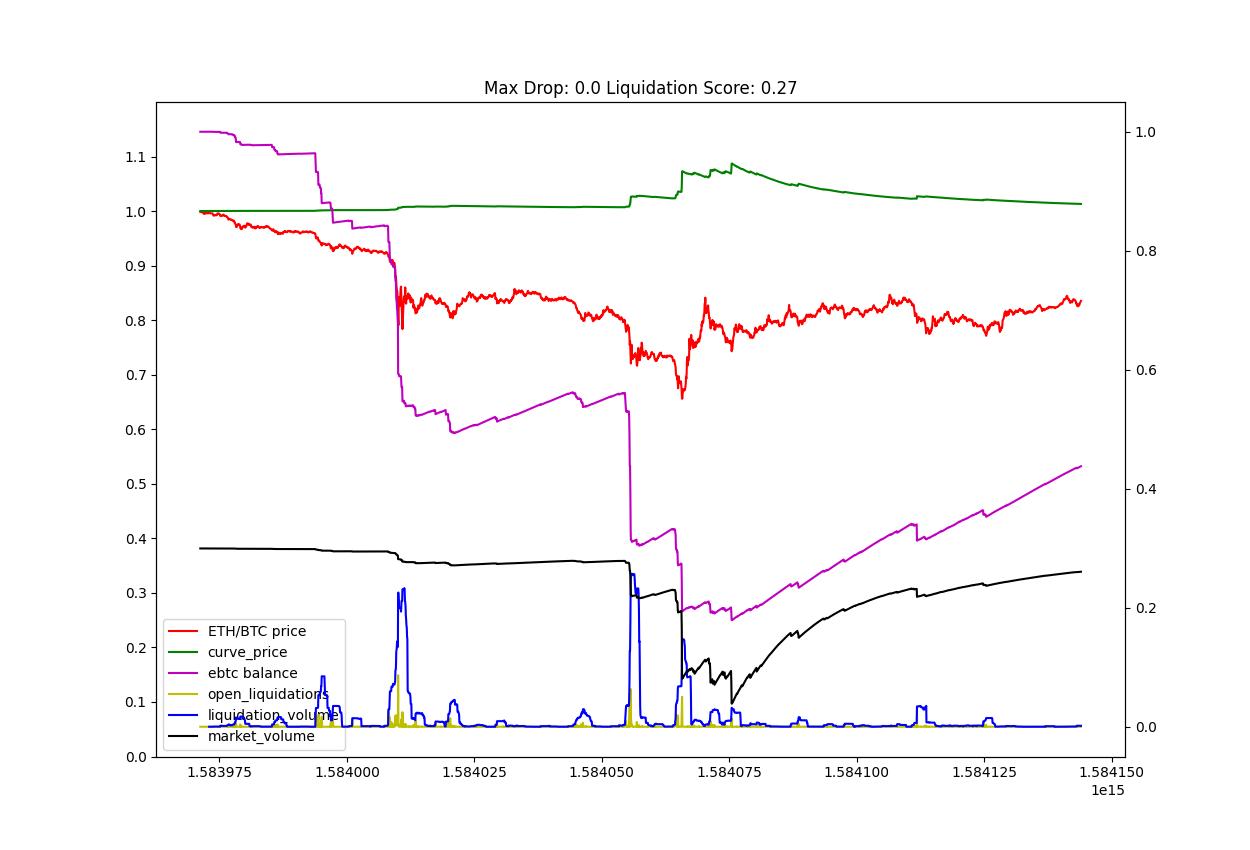 Max Drop: 0.0 Liquidation Score: 0.27
1.1
1.0
0.9
0.8
0.7
0.6
0.5
0.4
0.3
0.2
0.1
0.0
1.0
0.8
0.6
0.4
0.2
0.0
ETH/BTC price
curve_price
ebtc balance
open_liquidations
liquidation_volume
market_volume
1.583975 1.584000 1.584025 1.584050 1.584075 1.584100 1.584125 1.584150
1e15